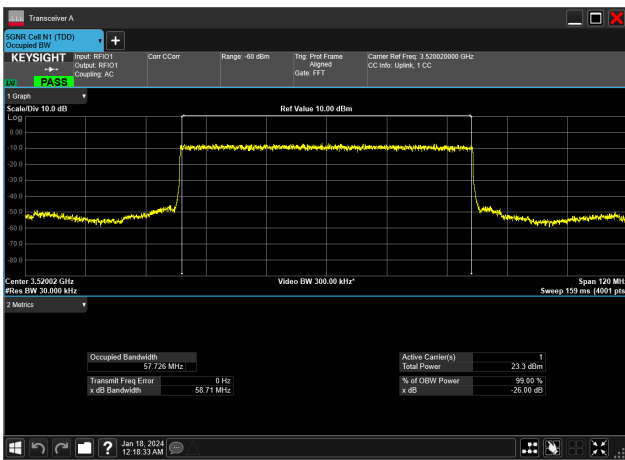 Transceiver A
5GNR Cell N1 (TDD)
Occupied BW
KEYSIGHT
LV
PASS
Input: RFIO1
Output: RFIO1
Coupling: AC
Corr CCorr
Range: -60 dBm
Trig: Prot Frame
Aligned
Gate: FFT
Carrier Ref Freq: 3.520020000 GHz
CC Info: Uplink, 1 CC
1 Graph
Scale/Div 10.0 dB
Ref Value 10.00 dBm
Log
0.00
-10.0
-20.0
-30.0
-40.0
-50.0
-60.0
-70.0
-80.0
Center 3.52002 GHz
Video BW 300.00 kHz*
Span 120 MHz
#Res BW 30.000 kHz
Sweep 159 ms (4001 pts
2 Metrics
Occupied Bandwidth
57.726 MHz
Transmit Freq Error 0 Hz
x dB Bandwidth 58.71 MHz
Active Carrier(s) 1
Total Power 23.3 dBm
% of OBW Power 99.00 %
x dB -26.00 dB
Jan 18, 2024
12:18:33 AM